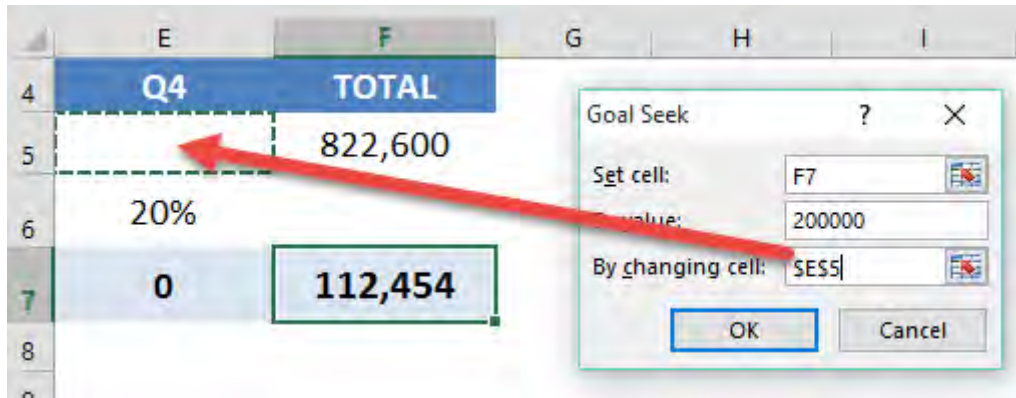 E F G H I
4 Q4 TOTAL
Goal Seek ? ×
5 822,600
Set cell: F7
6 20%
value: 200000
By changing cell: $E$5
7 0 112,454
OK Cancel
8